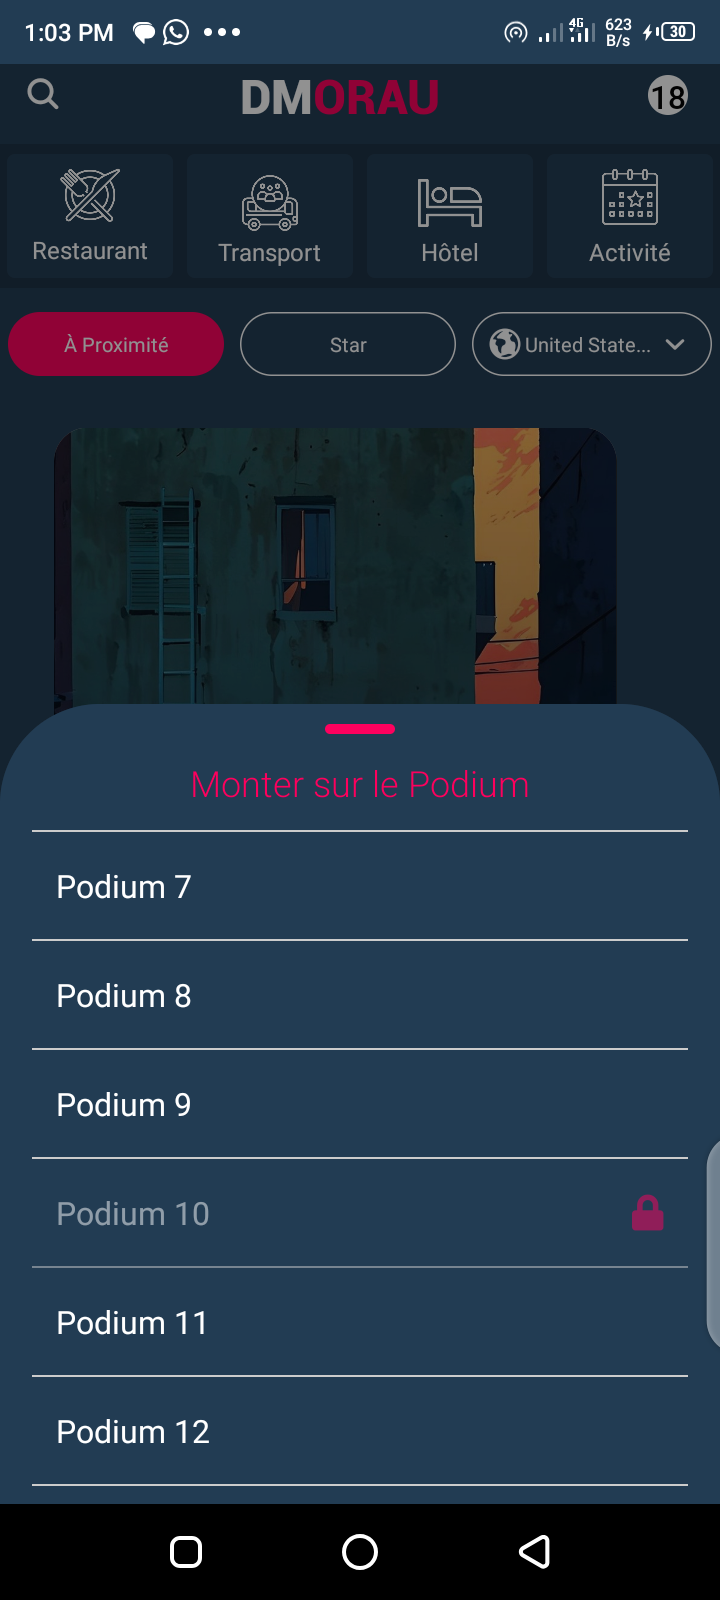 1:03 PM
4G
623
B/s
30
DMORAU
18
Restaurant
Transport
Hôtel
Activité
À Proximité
Star
United State...
Monter sur le Podium
Podium 7
Podium 8
Podium 9
Podium 10
Podium 11
Podium 12